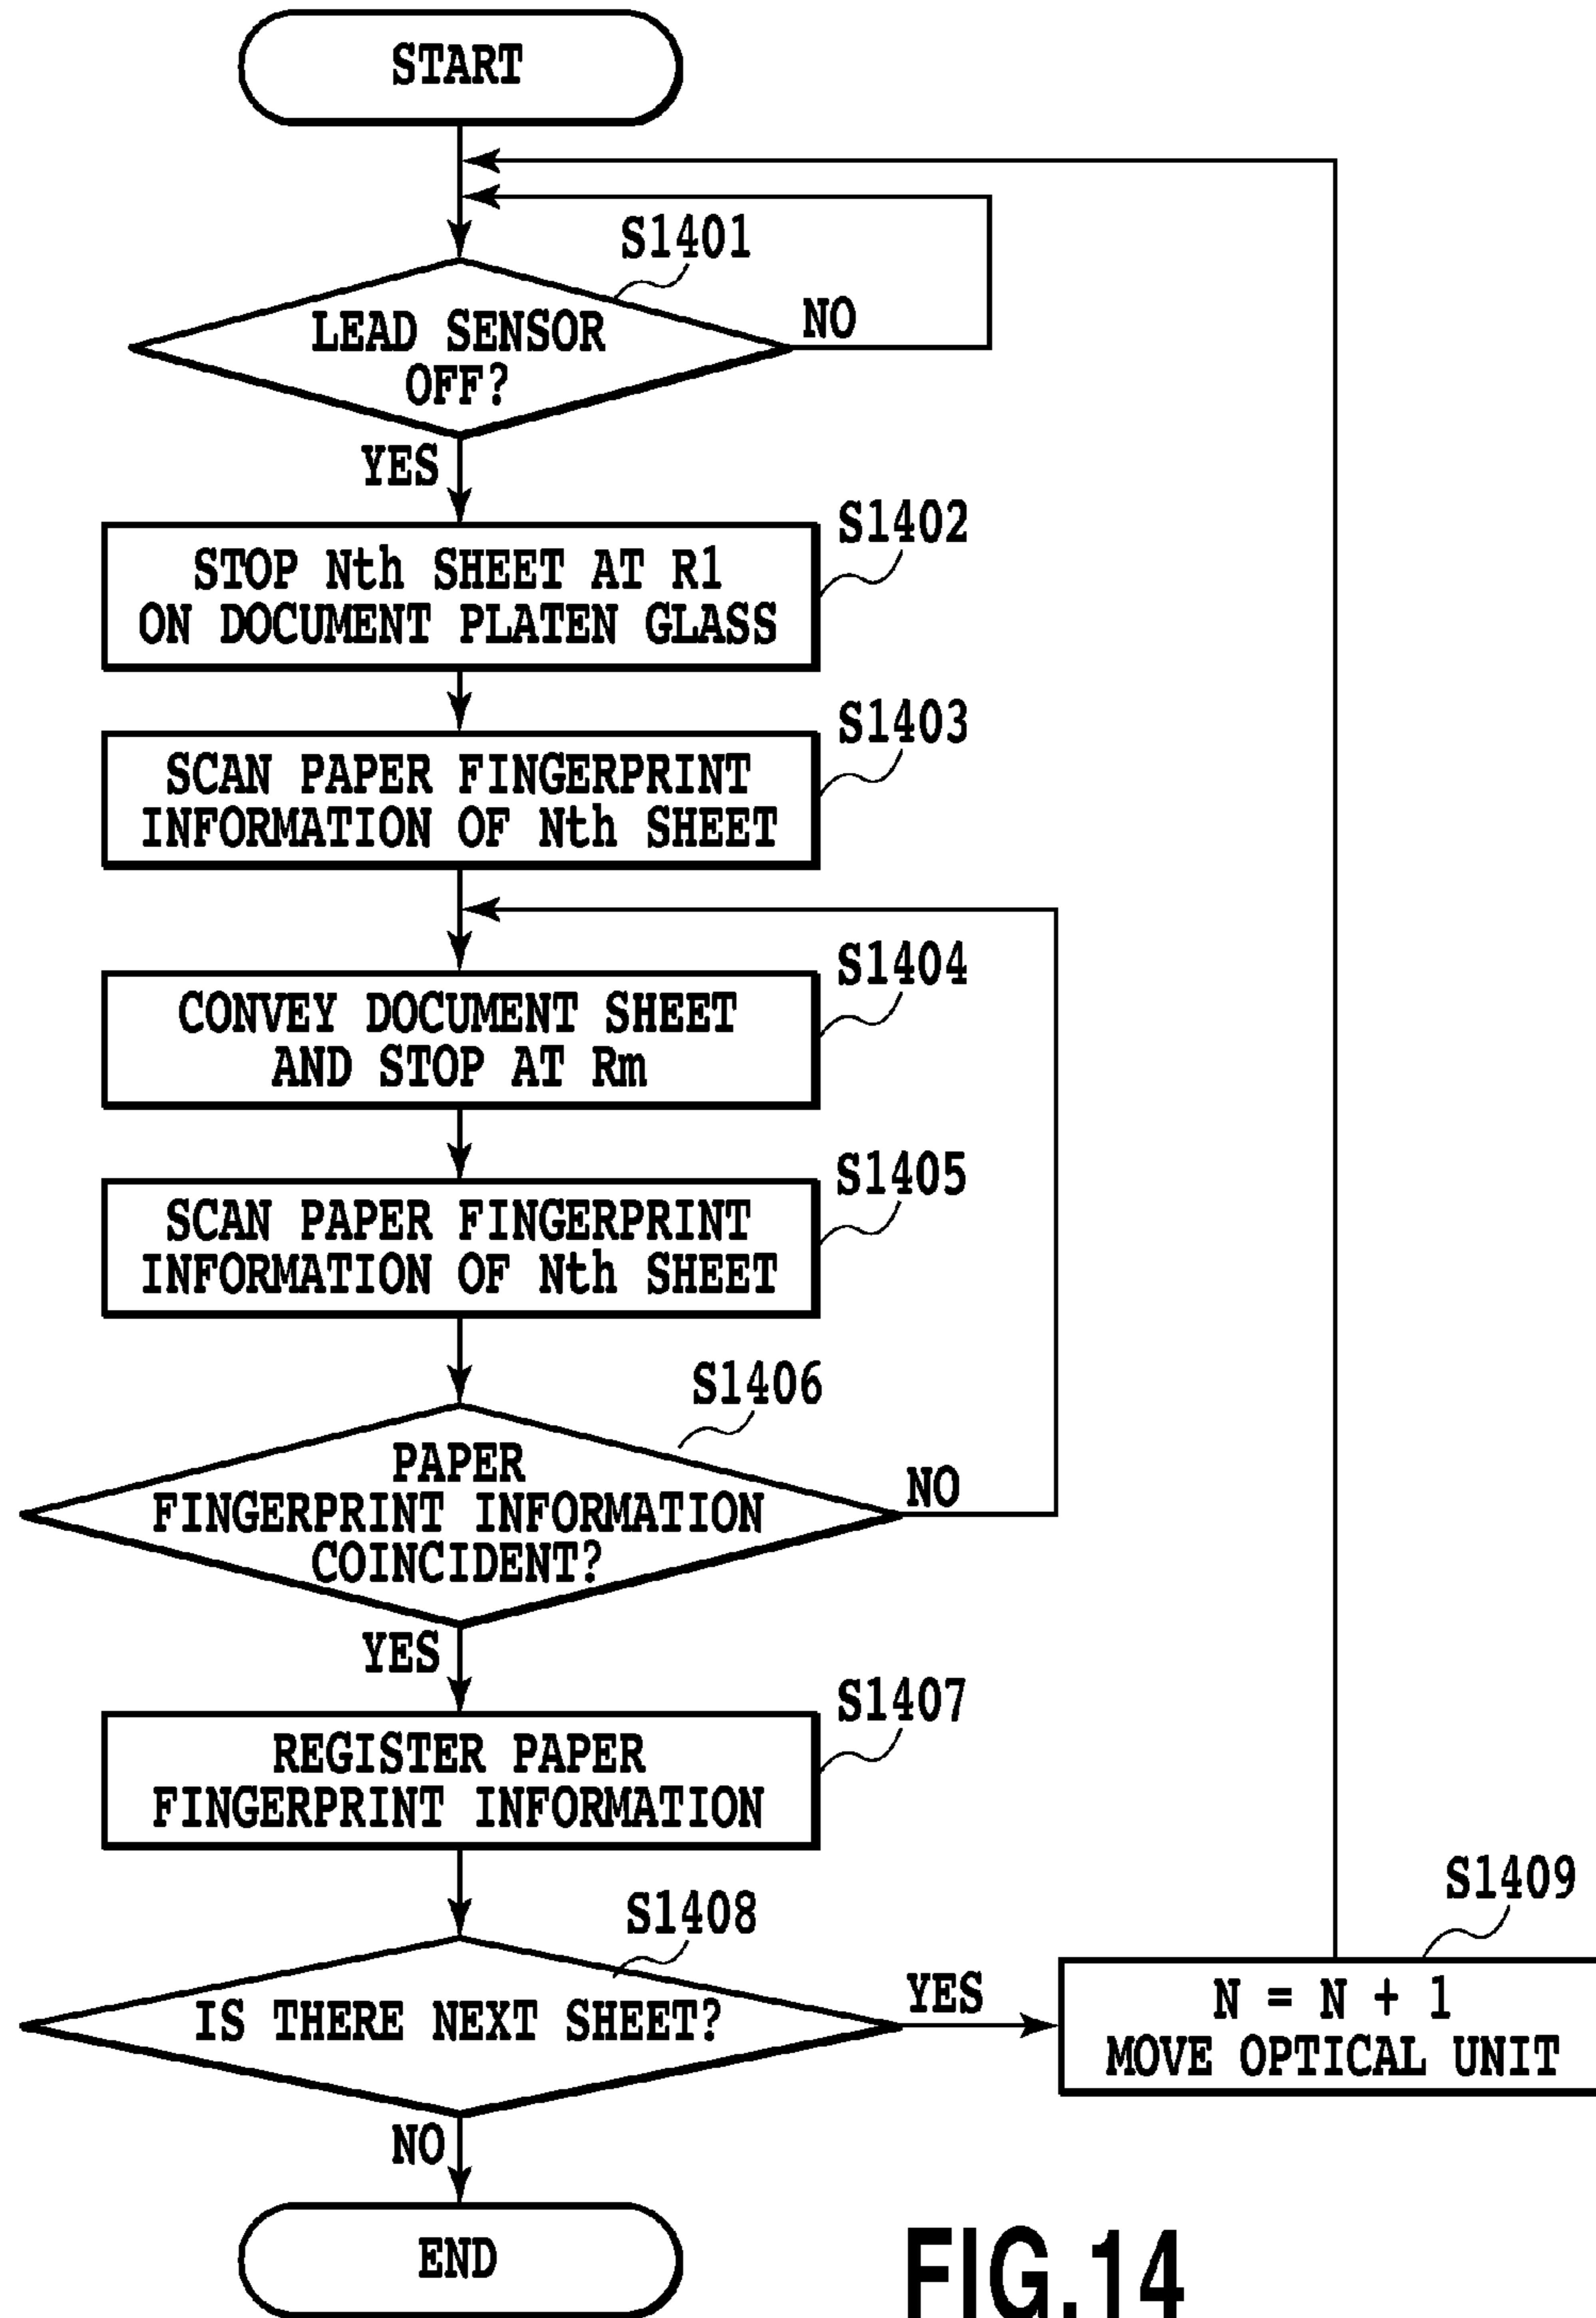 START
S1401
LEAD SENSOR
OFF?
NO
YES
S1402
STOP Nth SHEET AT R1
ON DOCUMENT PLATEN GLASS
S1403
SCAN PAPER FINGERPRINT
INFORMATION OF Nth SHEET
S1404
CONVEY DOCUMENT SHEET
AND STOP AT Rm
S1405
SCAN PAPER FINGERPRINT
INFORMATION OF Nth SHEET
S1406
PAPER
FINGERPRINT INFORMATION
COINCIDENT?
NO
YES
S1407
REGISTER PAPER
FINGERPRINT INFORMATION
S1408
IS THERE NEXT SHEET?
YES
S1409
N = N + 1
MOVE OPTICAL UNIT
NO
END
FIG.14